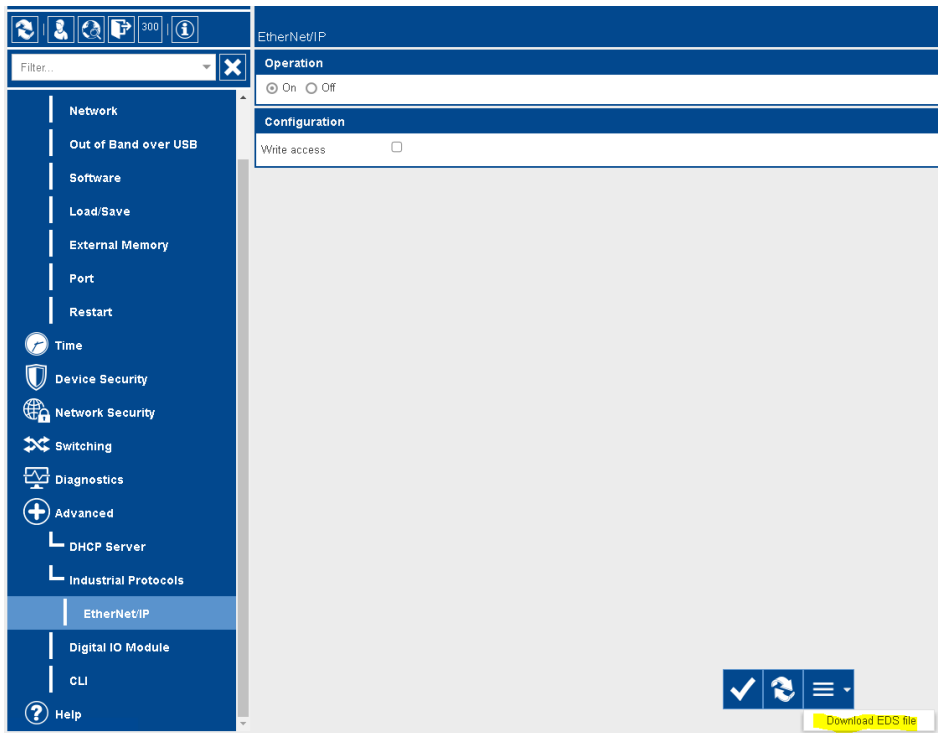 300
Filter...
Network
Out of Band over USB
Software
Load/Save
External Memory
Port
Restart
Time
Device Security
Network Security
Switching
Diagnostics
Advanced
DHCP Server
Industrial Protocols
EtherNet/IP
Digital IO Module
CLI
Help
EtherNet/IP
Operation
On Off
Configuration
Write access
Download EDS file